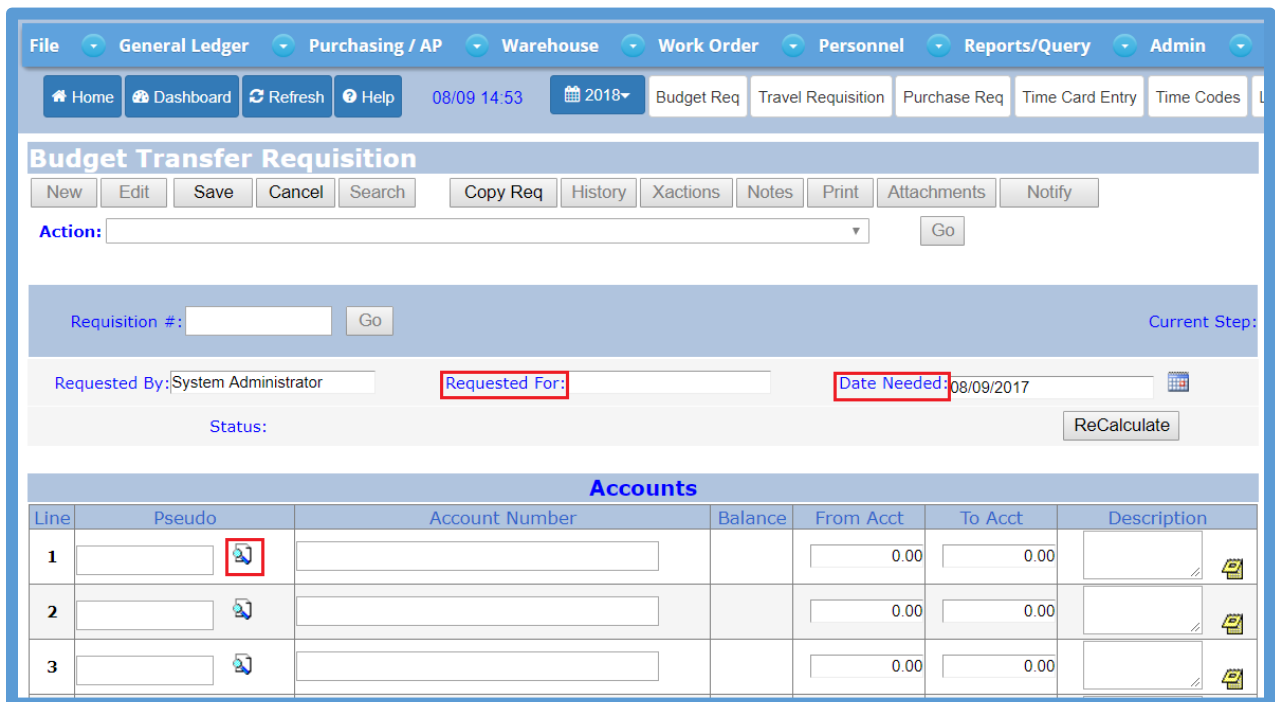 File General Ledger Purchasing / AP Warehouse Work Order Personnel Reports/Query Admin
Home Dashboard Refresh Help 08/09 14:53 2018 Budget Req Travel Requisition Purchase Req Time Card Entry Time Codes L
Budget Transfer Requisition
New Edit Save Cancel Search Copy Req History Xactions Notes Print Attachments Notify
Action: Go
Requisition #: Go Current Step:
Requested By: System Administrator Requested For: Date Needed: 08/09/2017
Status: ReCalculate
Accounts
Line Pseudo Account Number Balance From Acct To Acct Description
1 0.00 0.00
2 0.00 0.00
3 0.00 0.00